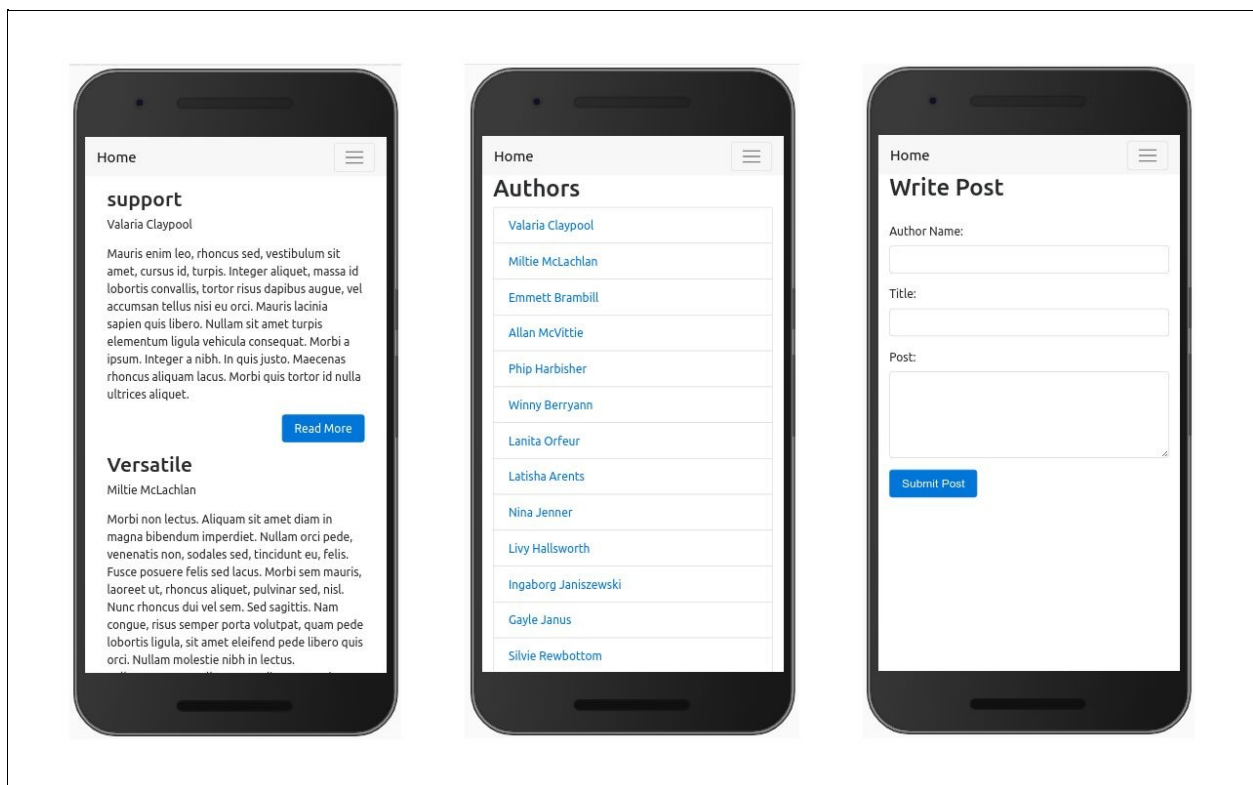 Home
support
Valaria Claypool
Mauris enim leo, rhoncus sed, vestibulum sit
amet, cursus id, turpis. Integer aliquet, massa id
lobortis convallis, tortor risus dapibus augue, vel
accumsan tellus nisi eu orci. Mauris lacinia
sapien quis libero. Nullam sit amet turpis
elementum ligula vehicula consequat. Morbi a
ipsum. Integer a nibh. In quis justo. Maecenas
rhoncus aliquam lacus. Morbi quis tortor id nulla
ultrices aliquet.
Read More
Versatile
Miltie McLachlan
Morbi non lectus. Aliquam sit amet diam in
magna bibendum imperdiet. Nullam orci pede,
venenatis non, sodales sed, tincidunt eu, felis.
Fusce posuere felis sed lacus. Morbi sem mauris,
laoreet ut, rhoncus aliquet, pulvinar sed, nisl.
Nunc rhoncus dui vel sem. Sed sagittis. Nam
congue, risus semper porta volutpat, quam pede
lobortis ligula, sit amet eleifend pede libero quis
orci. Nullam molestie nibh in lectus.
Home
Authors
Valaria Claypool
Miltie McLachlan
Emmett Brambill
Allan McVittie
Phip Harbisher
Winny Berryann
Lanita Orfeur
Latisha Arents
Nina Jenner
Livy Hallsworth
Ingaborg Janiszewski
Gayle Janus
Silvie Rewbottom
Home
Write Post
Author Name:
Title:
Post:
Submit Post